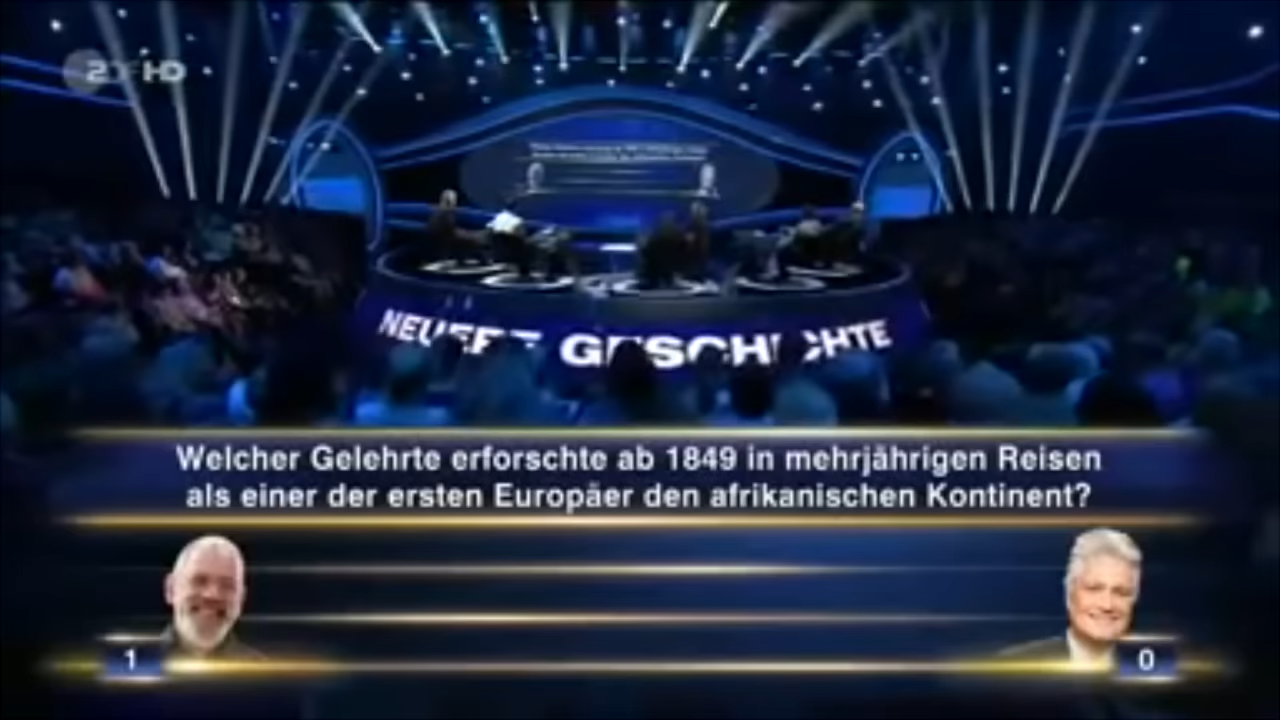 ZDF HD
NEUERE GESCHICHTE
Welcher Gelehrte erforschte ab 1849 in mehrjährigen Reisen
als einer der ersten Europäer den afrikanischen Kontinent?
1
0